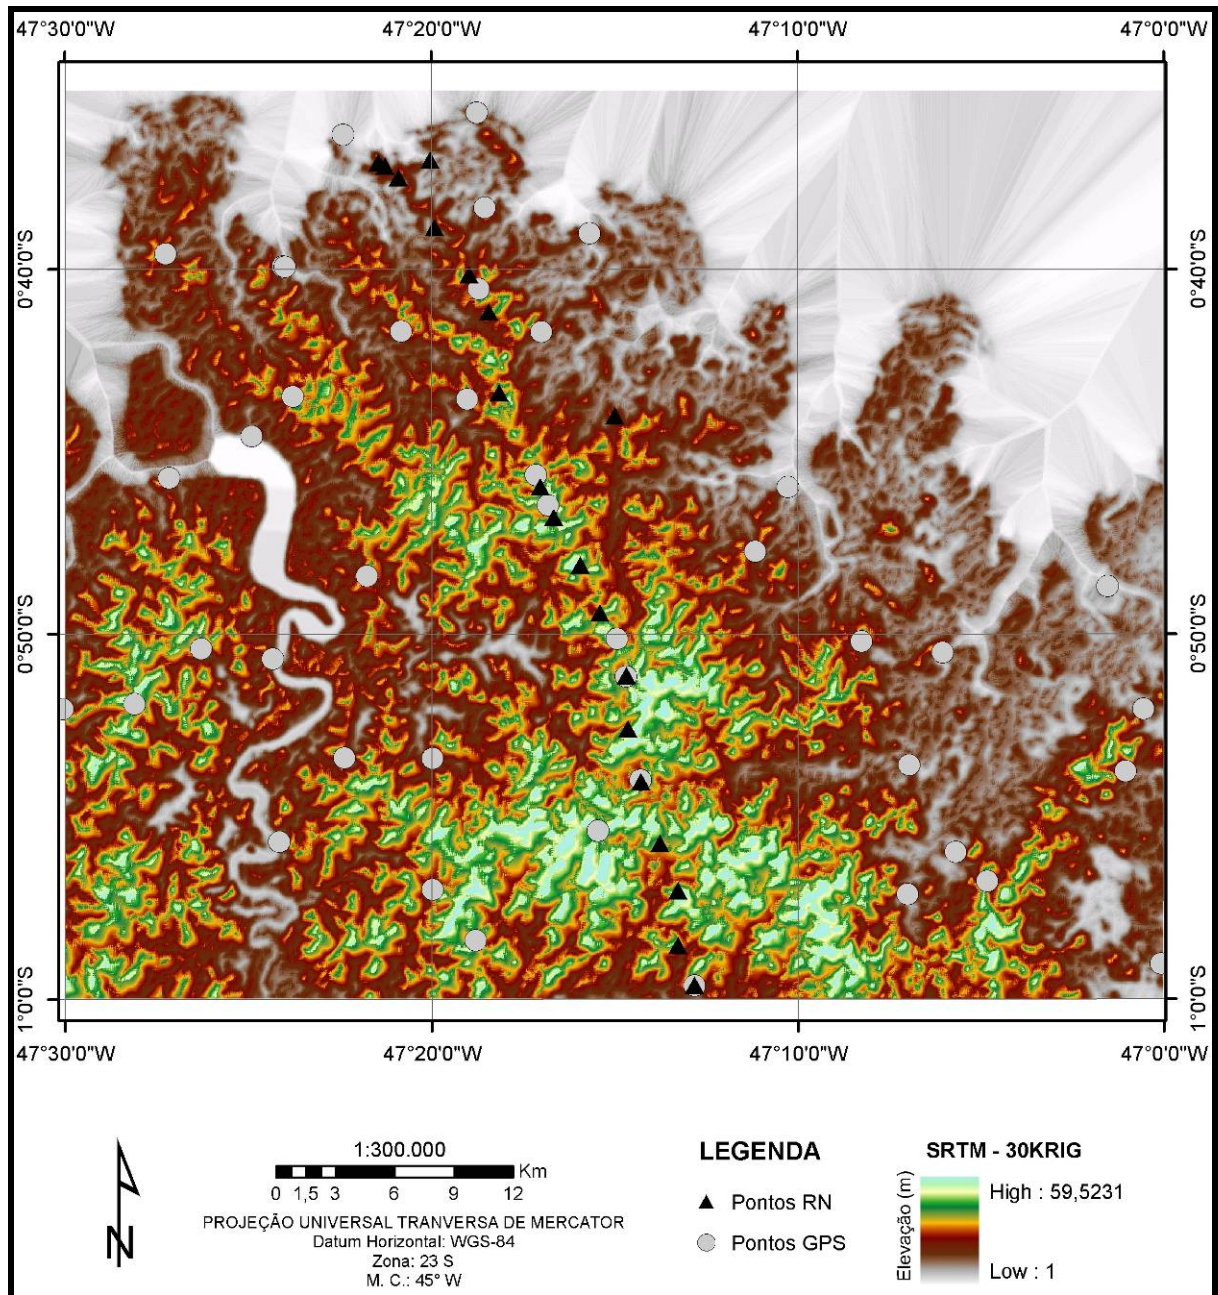 47°30'0"W 47°20'0"W 47°10'0"W 47°0'0"W
0°40'0"S 0°40'0"S
0°50'0"S 0°50'0"S
1°0'0"S 1°0'0"S
47°30'0"W 47°20'0"W 47°10'0"W 47°0'0"W
N
1:300.000
Km
0 1,5 3 6 9 12
PROJEÇÃO UNIVERSAL TRANVERSA DE MERCATOR
Datum Horizontal: WGS-84
Zona: 23 S
M. C.: 45° W
LEGENDA
Pontos RN
Pontos GPS
SRTM - 30KRIG
Elevação (m)
High : 59,5231
Low : 1